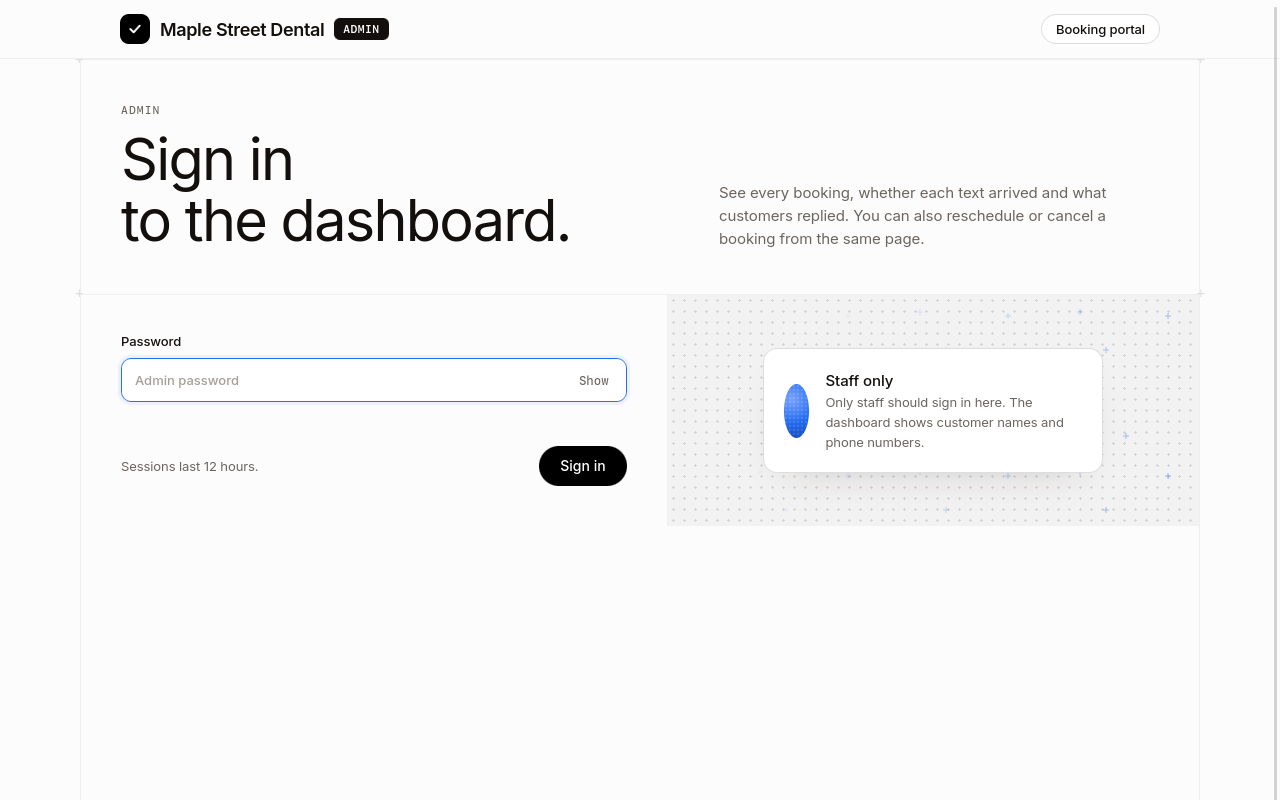 Maple Street Dental ADMIN
Booking portal
ADMIN
Sign in
to the dashboard.
See every booking, whether each text arrived and what
customers replied. You can also reschedule or cancel a
booking from the same page.
Password
Admin password
Show
Sessions last 12 hours.
Sign in
Staff only
Only staff should sign in here. The
dashboard shows customer names and
phone numbers.